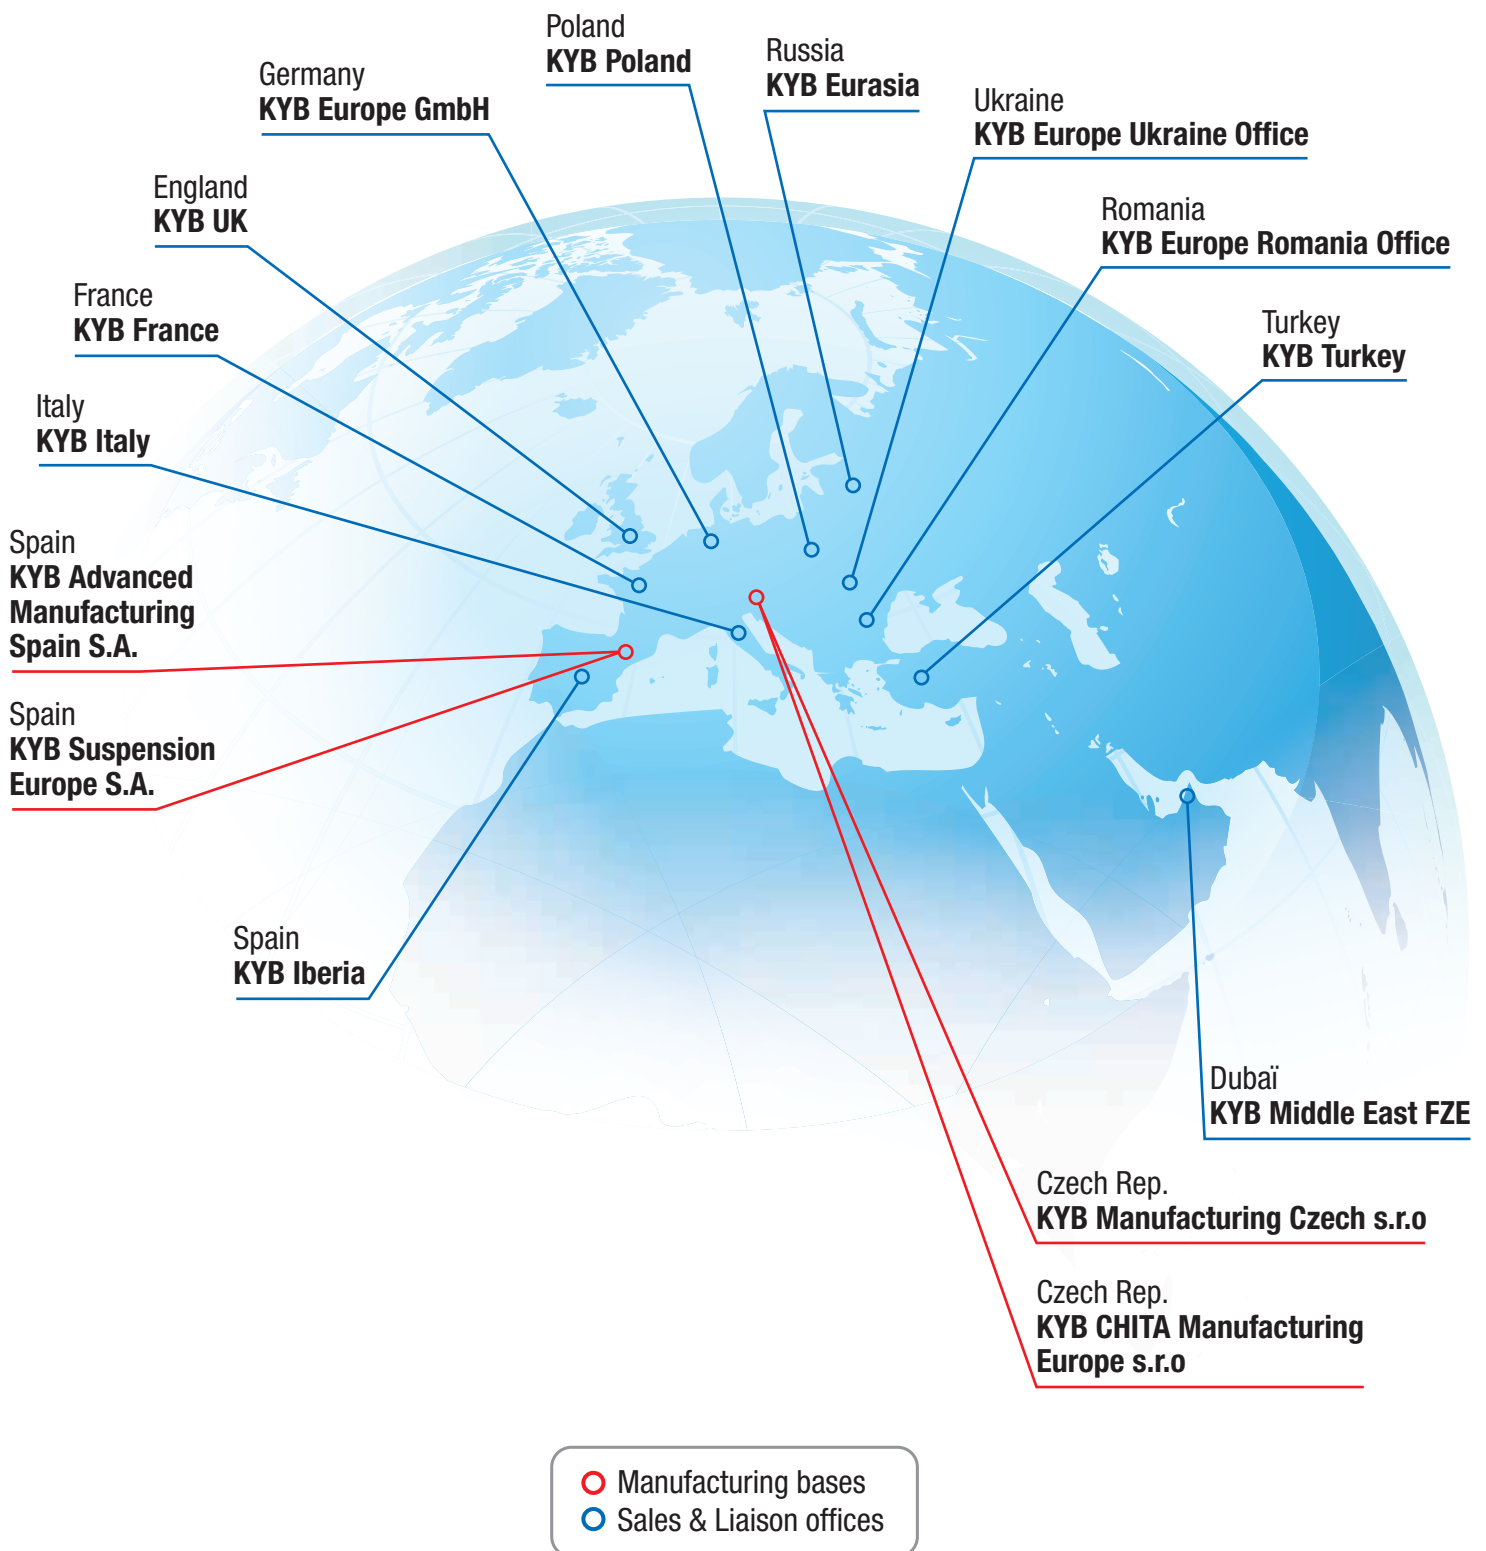 Poland
KYB Poland
Russia
KYB Eurasia
Germany
KYB Europe GmbH
Ukraine
KYB Europe Ukraine Office
England
KYB UK
Romania
KYB Europe Romania Office
France
KYB France
Turkey
KYB Turkey
Italy
KYB Italy
Spain
KYB Advanced
Manufacturing
Spain S.A.
Spain
KYB Suspension
Europe S.A.
Spain
KYB Iberia
Dubaï
KYB Middle East FZE
Czech Rep.
KYB Manufacturing Czech s.r.o
Czech Rep.
KYB CHITA Manufacturing
Europe s.r.o
Manufacturing bases
Sales & Liaison offices